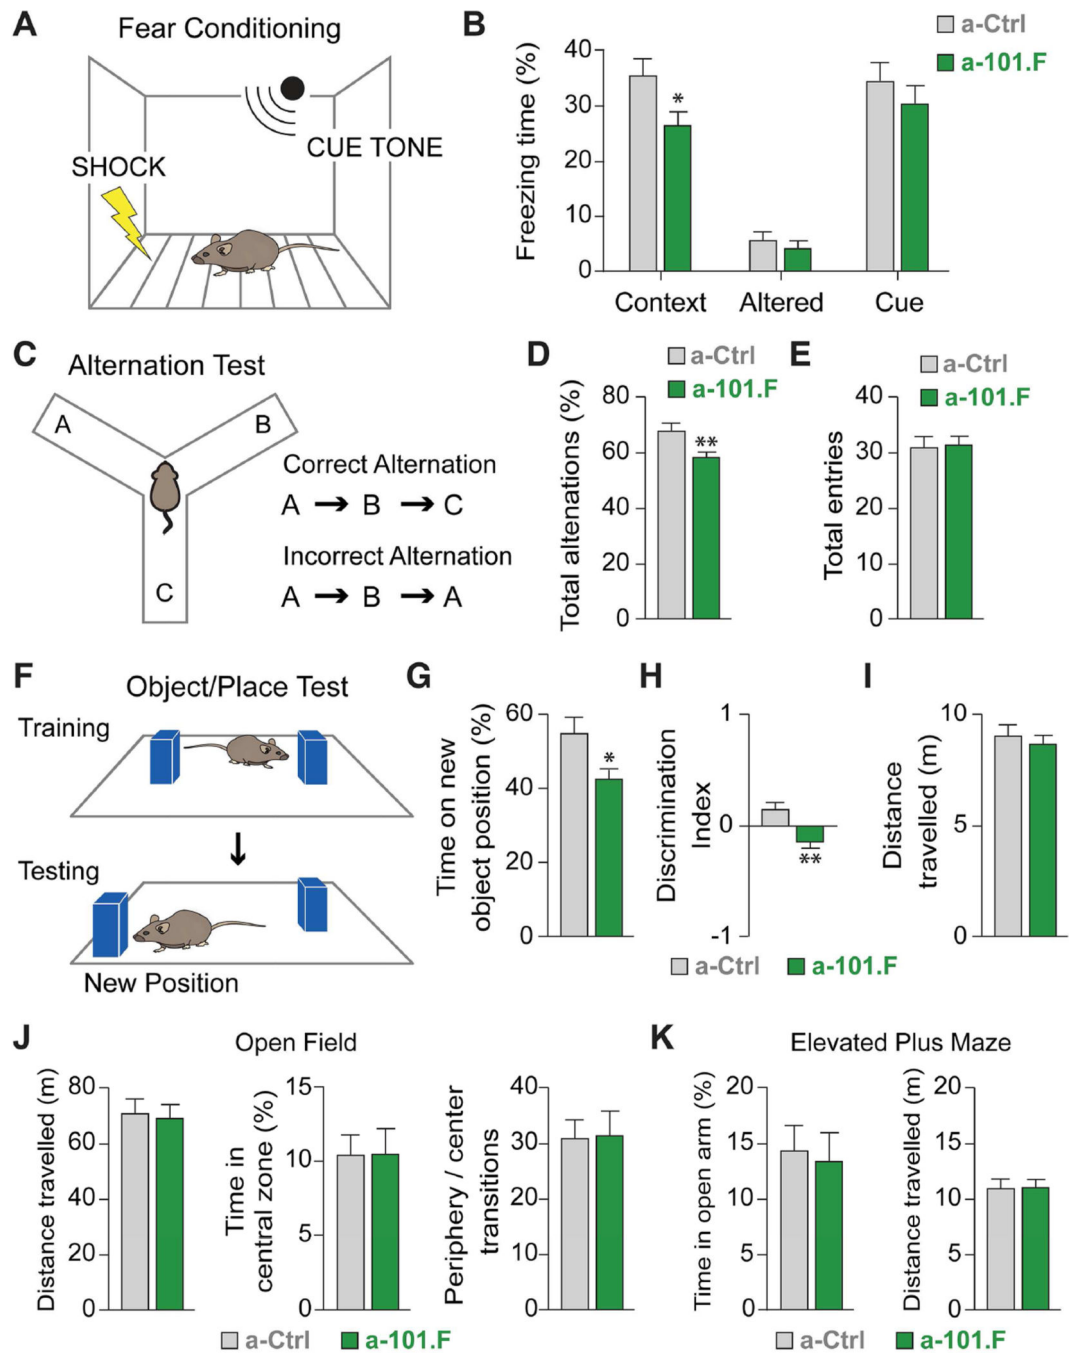 A
Fear Conditioning
SHOCK
CUE TONE
B
a-Ctrl
a-101.F
Freezing time (%)
40
30
20
10
0
Context
Altered
Cue
*
C
Alternation Test
A
B
C
Correct Alternation
A → B → C
Incorrect Alternation
A → B → A
D
a-Ctrl
a-101.F
Total altenations (%)
80
60
40
20
0
**
E
a-Ctrl
a-101.F
Total entries
40
30
20
10
0
F
Object/Place Test
Training
Testing
New Position
G
Time on new
object position (%)
60
40
20
0
*
H
Discrimination
Index
1
0
-1
**
I
Distance
travelled (m)
10
5
0
a-Ctrl
a-101.F
J
Open Field
Distance travelled (m)
80
60
40
20
0
Time in
central zone (%)
15
10
5
0
Periphery / center
transitions
40
30
20
10
0
a-Ctrl
a-101.F
K
Elevated Plus Maze
Time in open arm (%)
20
15
10
5
0
Distance travelled (m)
20
15
10
5
0
a-Ctrl
a-101.F